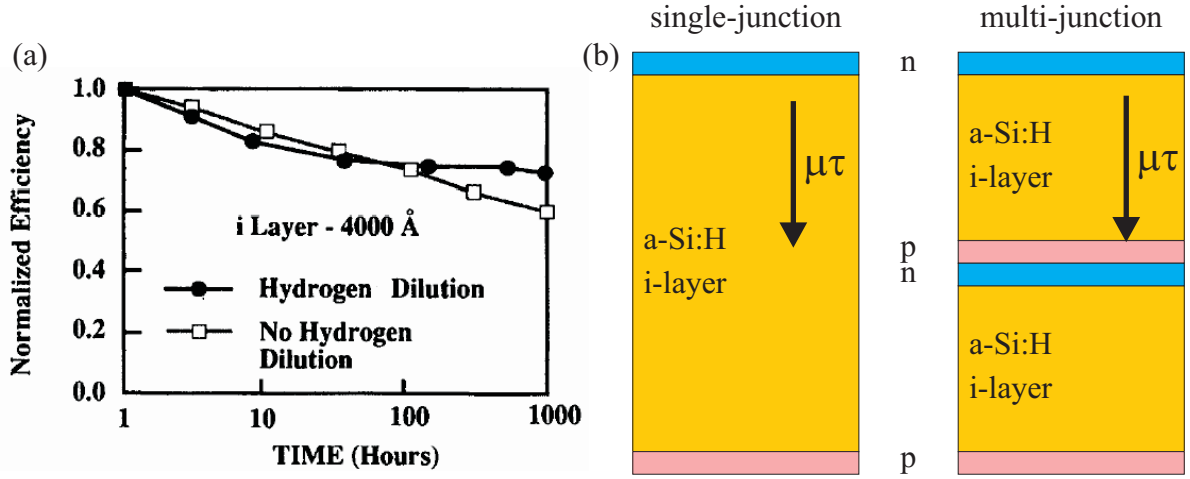 (a)
Normalized Efficiency
1.0
0.8
0.6
0.4
0.2
0.0
i Layer - 4000 Å
Hydrogen Dilution
No Hydrogen
Dilution
1
10
100
1000
TIME (Hours)
(b)
single-junction
multi-junction
n
a-Si:H
i-layer
μτ
p
a-Si:H
i-layer
μτ
p
n
a-Si:H
i-layer